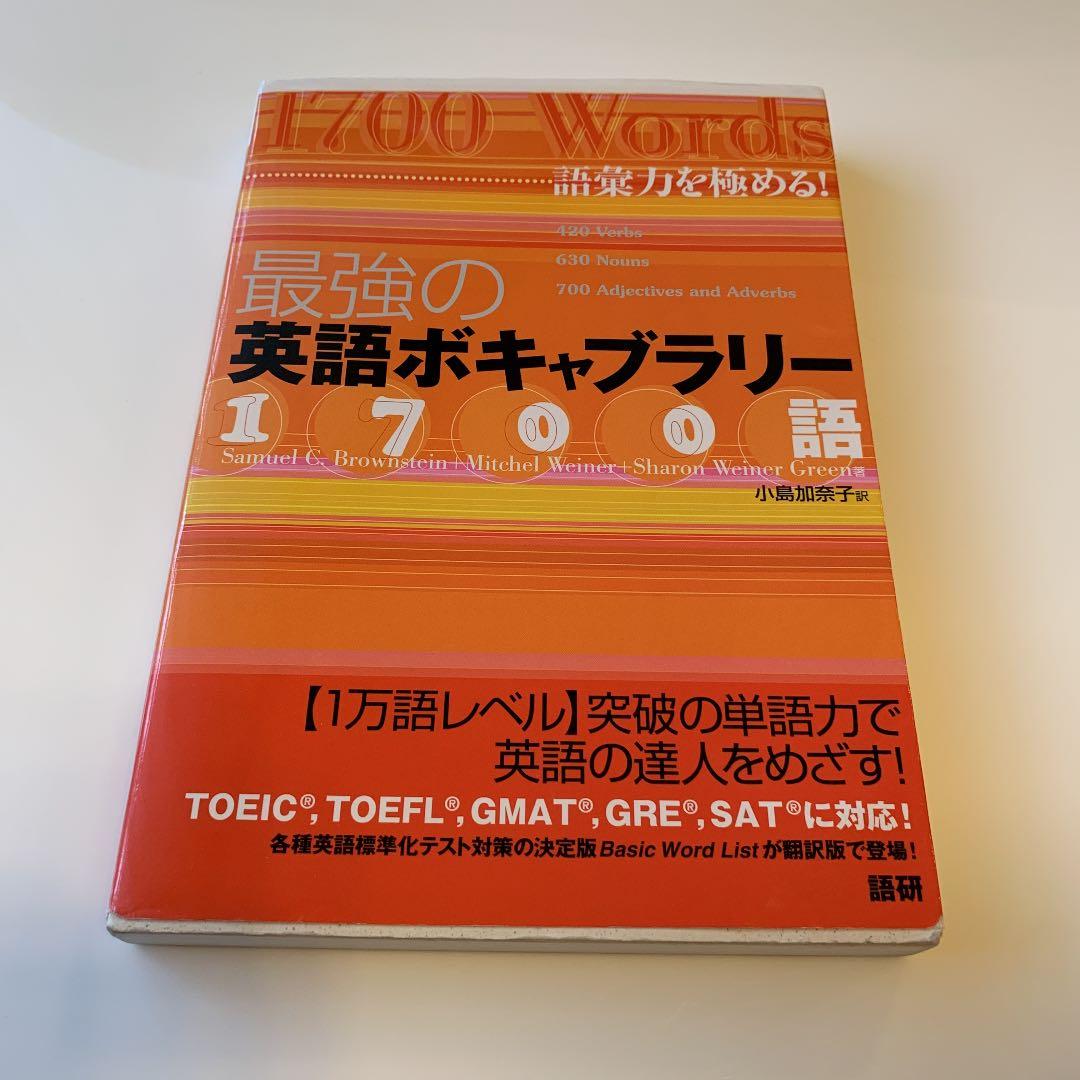 1700 Words
語彙力を極める!
420 Verbs
630 Nouns
700 Adjectives and Adverbs
最強の
英語ボキャブラリー
1700語
Samuel C. Brownstein+Mitchel Weiner+Sharon Weiner Green著
小島加奈子訳
【1万語レベル】突破の単語力で
英語の達人をめざす!
TOEIC®, TOEFL®, GMAT®, GRE®, SAT®に対応!
各種英語標準化テスト対策の決定版Basic Word Listが翻訳版で登場!
語研